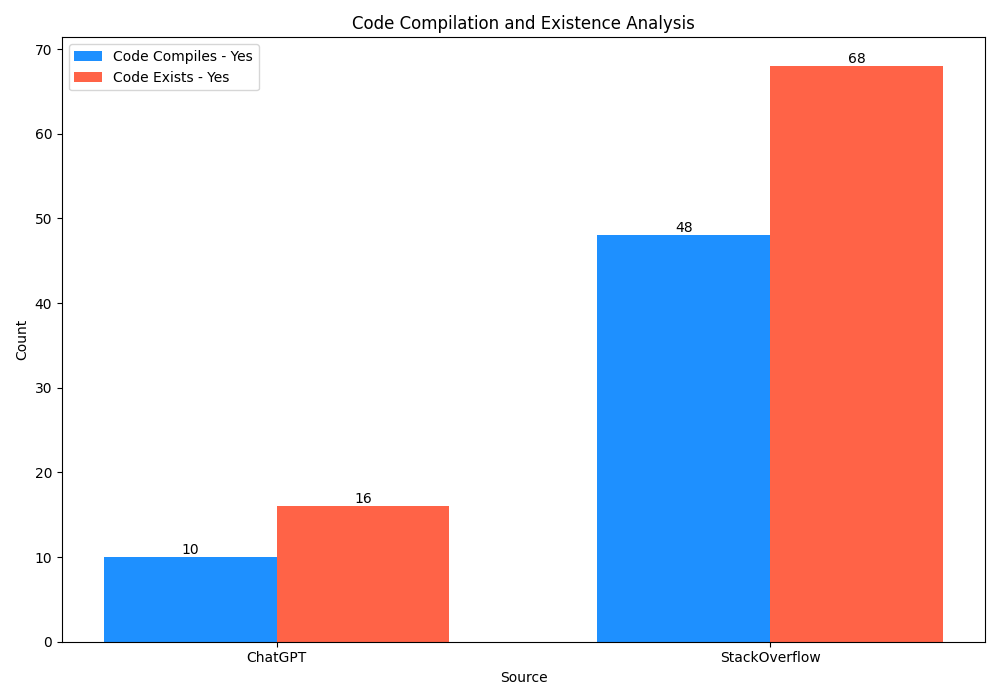 Code Compilation and Existence Analysis
Code Compiles - Yes
Code Exists - Yes
Count
70
60
50
40
30
20
10
0
10
16
48
68
ChatGPT
StackOverflow
Source